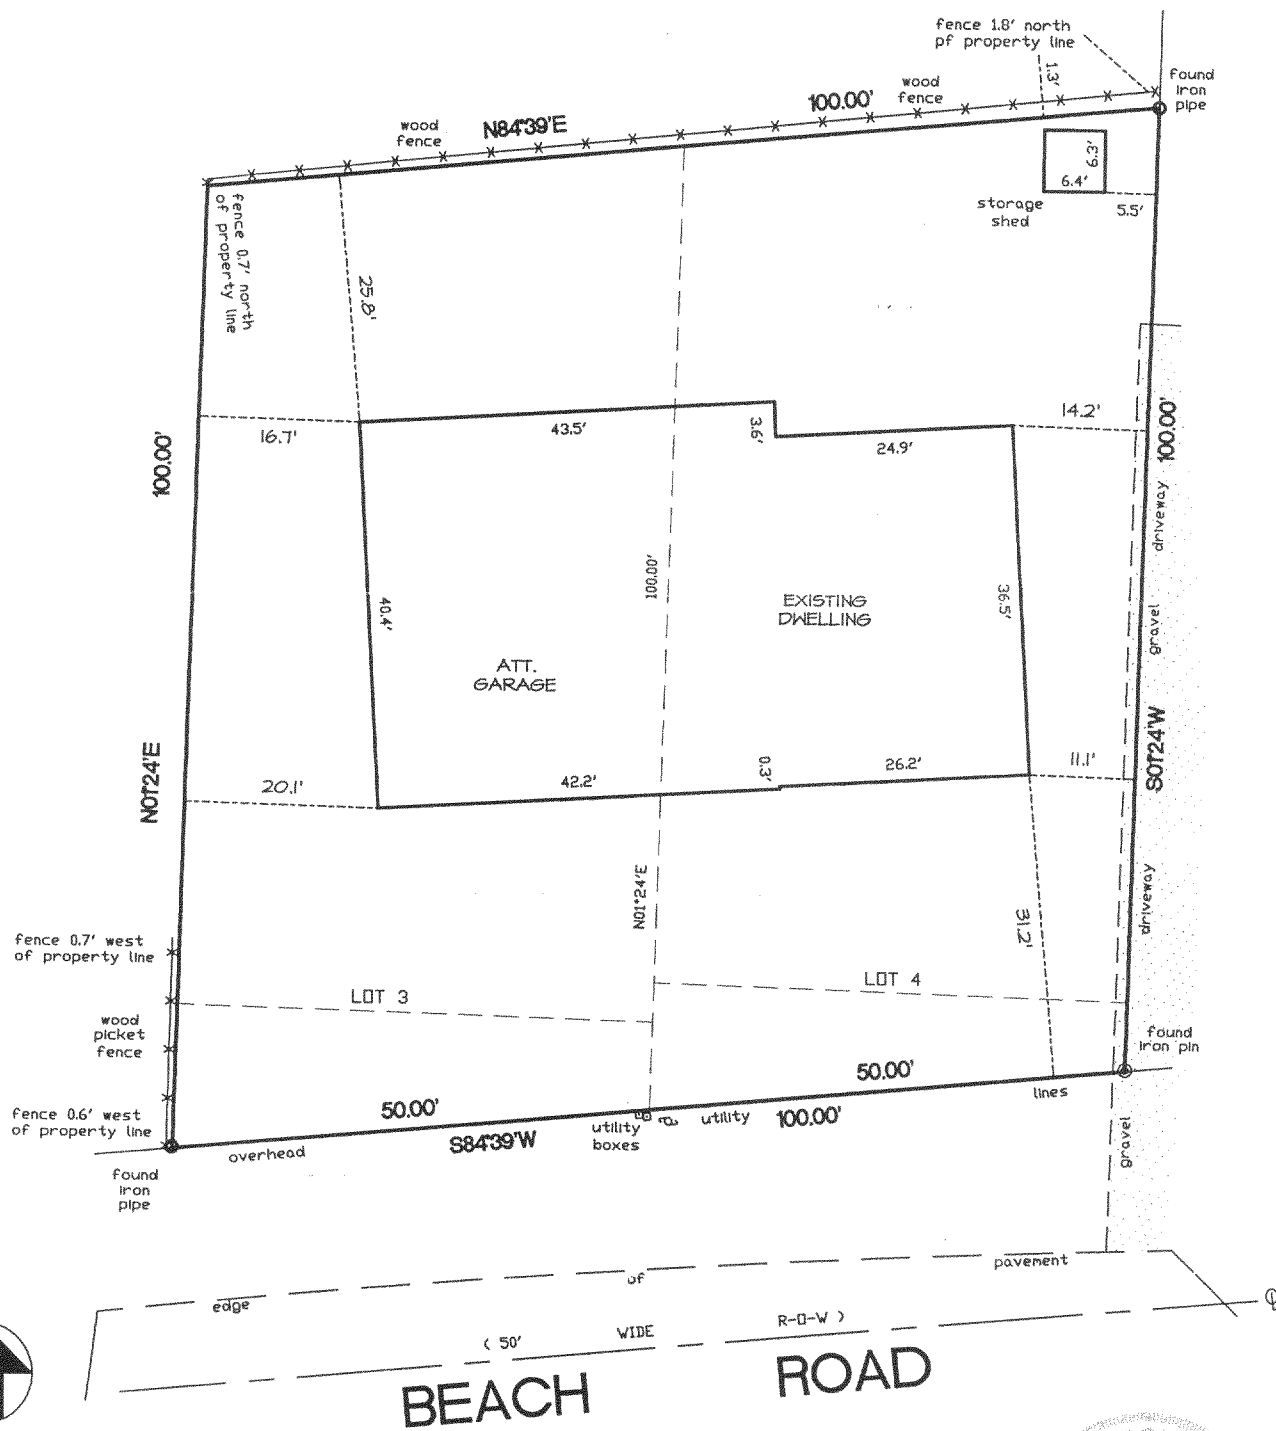 fence 1.8' north
pf property line
1.3'
found
iron
pipe
wood
fence
100.00'
wood
fence
N84°39'E
6.3'
6.4'
storage
shed
5.5'
fence 0.7' north
of property line
25.8'
16.7'
43.5'
3.6'
24.9'
14.2'
100.00'
100.00'
driveway
100.00'
EXISTING
DWELLING
36.5'
40.4'
gravel
ATT.
GARAGE
N01°24'E
S01°24'W
20.1'
42.2'
0.3'
26.2'
11.1'
N01°24'E
31.2'
driveway
fence 0.7' west
of property line
LOT 3
LOT 4
wood
picket
fence
found
iron pin
50.00'
50.00'
lines
fence 0.6' west
of property line
utility
boxes
utility
100.00'
S84°39'W
overhead
gravel
found
iron
pipe
edge
of
pavement
( 50'
WIDE
R-O-W )
BEACH ROAD